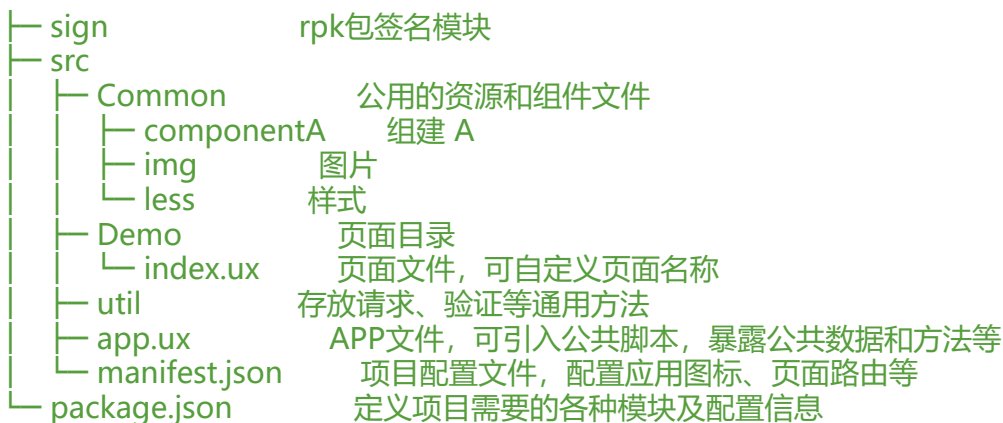 ├─ sign rpk包签名模块
├─ src
│ ├─ Common 公用的资源和组件文件
│ │ ├─ componentA 组建 A
│ │ ├─ img 图片
│ │ └─ less 样式
│ ├─ Demo 页面目录
│ │ └─ index.ux 页面文件，可自定义页面名称
│ ├─ util 存放请求、验证等通用方法
│ ├─ app.ux APP文件，可引入公共脚本，暴露公共数据和方法等
│ └─ manifest.json 项目配置文件，配置应用图标、页面路由等
└─ package.json 定义项目需要的各种模块及配置信息